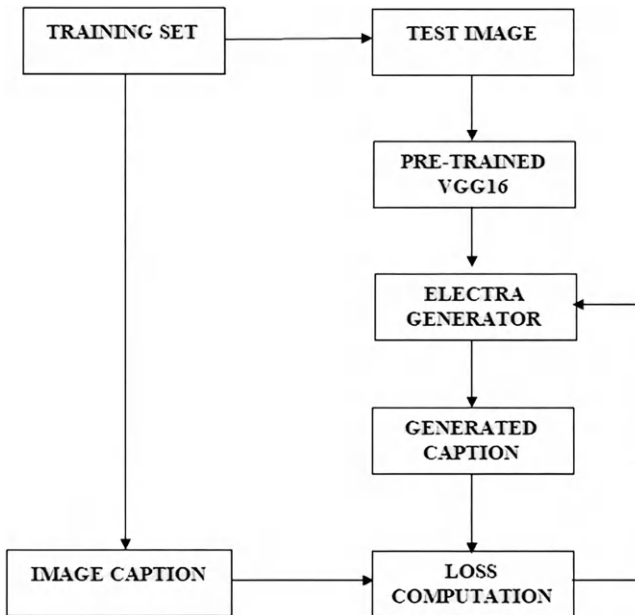 TRAINING SET
TEST IMAGE
PRE-TRAINED
VGG16
ELECTRA
GENERATOR
GENERATED
CAPTION
IMAGE CAPTION
LOSS
COMPUTATION